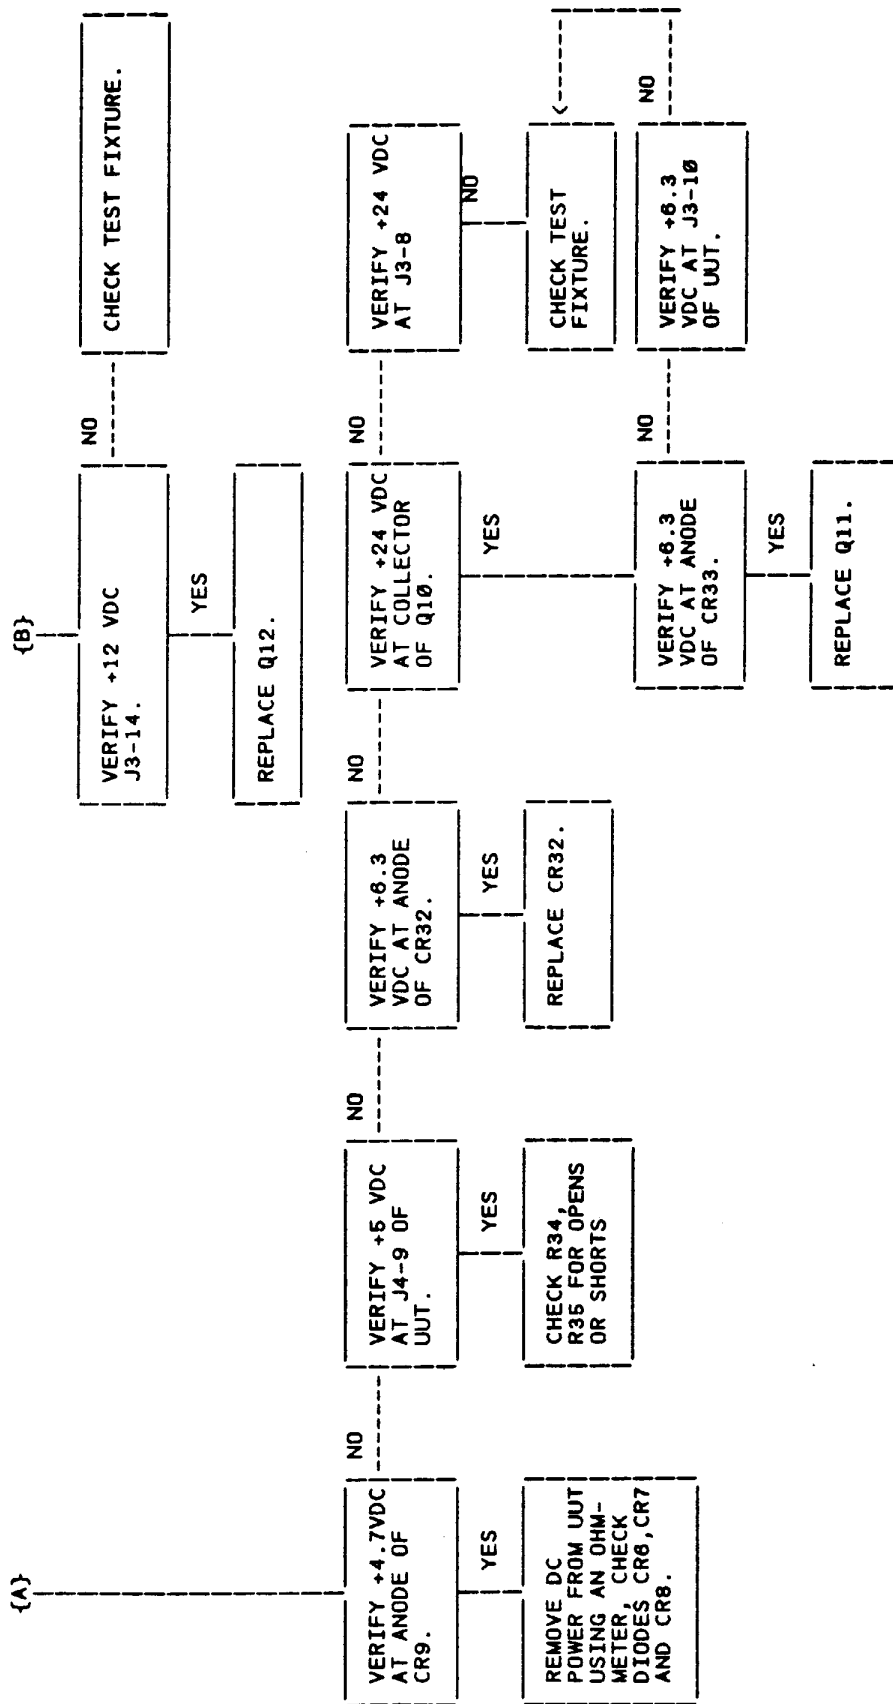 {A}
{B}
VERIFY +12 VDC
J3-14.
NO
CHECK TEST FIXTURE.
YES
REPLACE Q12.
VERIFY +4.7VDC
AT ANODE OF
CR9.
NO
VERIFY +5 VDC
AT J4-9 OF
UUT.
NO
VERIFY +6.3
VDC AT ANODE
OF CR32.
NO
VERIFY +24 VDC
AT COLLECTOR
OF Q10.
NO
VERIFY +24 VDC
AT J3-8
YES
REMOVE DC
POWER FROM UUT
USING AN OHM-
METER, CHECK
DIODES CR6,CR7
AND CR8.
YES
CHECK R34,
R35 FOR OPENS
OR SHORTS
YES
REPLACE CR32.
YES
NO
CHECK TEST
FIXTURE.
VERIFY +6.3
VDC AT ANODE
OF CR33.
NO
VERIFY +6.3
VDC AT J3-10
OF UUT.
NO
YES
REPLACE Q11.